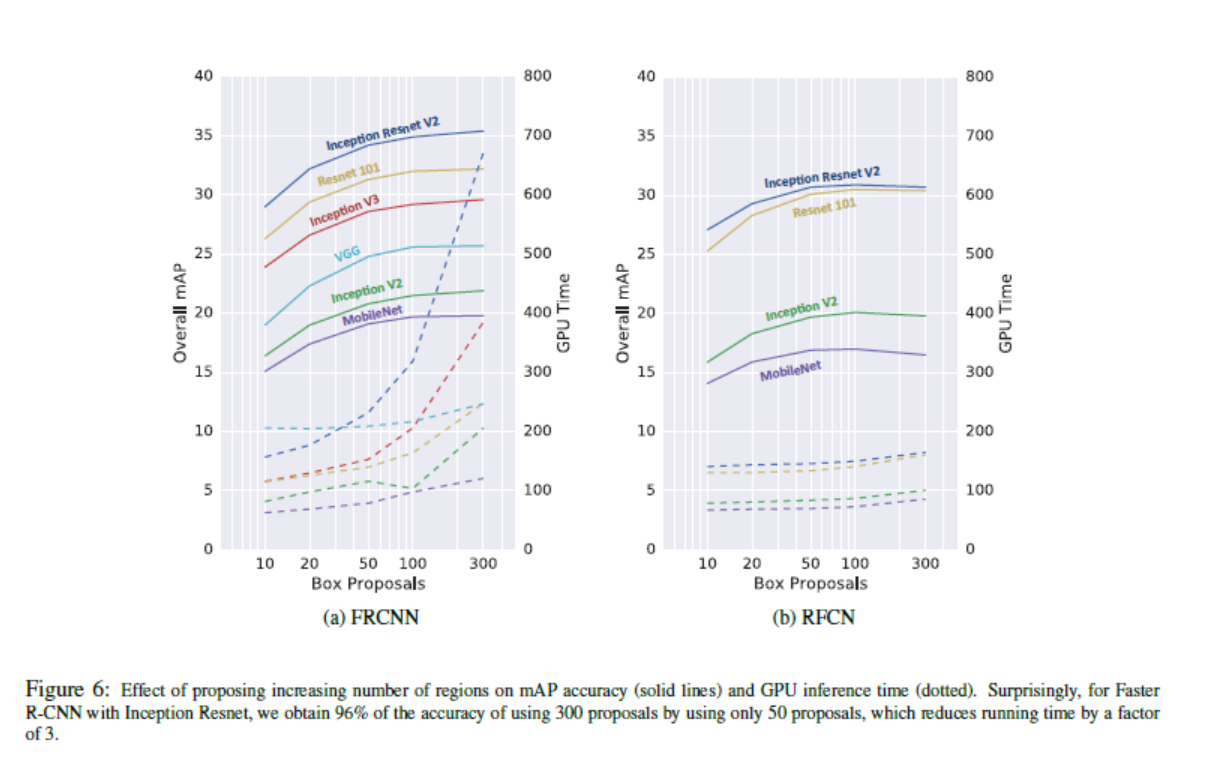 40
35
30
25
20
15
10
5
0
Overall mAP
800
700
600
500
400
300
200
100
0
GPU Time
Inception Resnet V2
Resnet 101
Inception V3
VGG
Inception V2
MobileNet
10 20 50 100 300
Box Proposals
(a) FRCNN
40
35
30
25
20
15
10
5
0
Overall mAP
800
700
600
500
400
300
200
100
0
GPU Time
Inception Resnet V2
Resnet 101
Inception V2
MobileNet
10 20 50 100 300
Box Proposals
(b) RFCN
Figure 6: Effect of proposing increasing number of regions on mAP accuracy (solid lines) and GPU inference time (dotted). Surprisingly, for Faster
R-CNN with Inception Resnet, we obtain 96% of the accuracy of using 300 proposals by using only 50 proposals, which reduces running time by a factor
of 3.